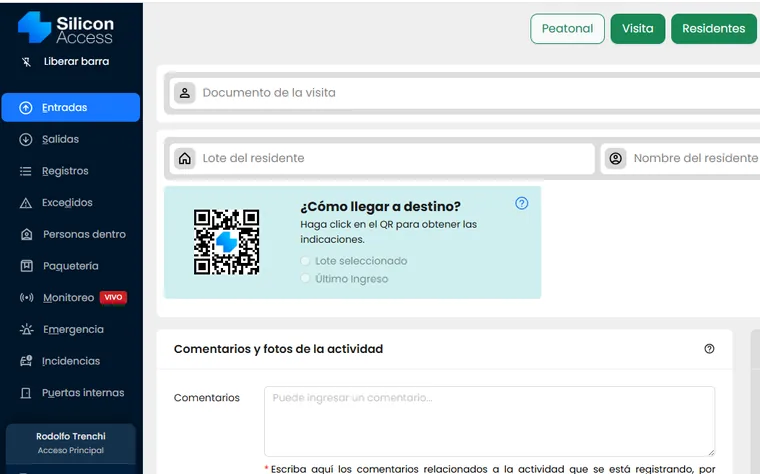 Silicon
Access
Liberar barra
Entradas
Salidas
Registros
Excedidos
Personas dentro
Paquetería
Monitoreo VIVO
Emergencia
Incidencias
Puertas internas
Rodolfo Trenchi
Acceso Principal
Peatonal Visita Residentes
Documento de la visita
Lote del residente Nombre del residente
¿Cómo llegar a destino?
Haga click en el QR para obtener las
indicaciones.
Lote seleccionado
Último Ingreso
Comentarios y fotos de la actividad
Comentarios Puede ingresar un comentario...
* Escriba aquí los comentarios relacionados a la actividad que se está registrando, por